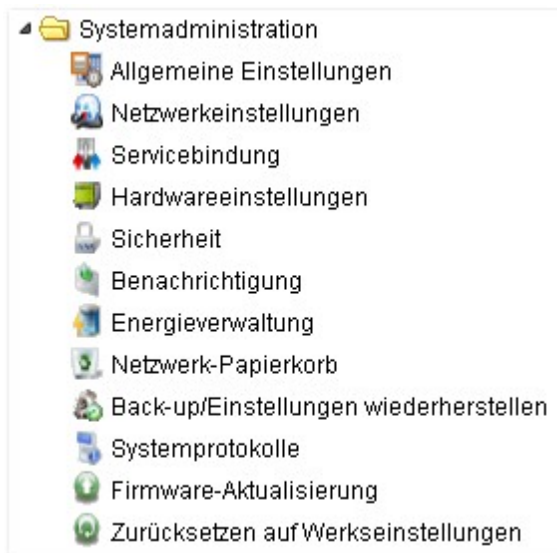 Systemadministration
Allgemeine Einstellungen
Netzwerkeinstellungen
Servicebindung
Hardwareeinstellungen
Sicherheit
Benachrichtigung
Energieverwaltung
Netzwerk-Papierkorb
Back-up/Einstellungen wiederherstellen
Systemprotokolle
Firmware-Aktualisierung
Zurücksetzen auf Werkseinstellungen